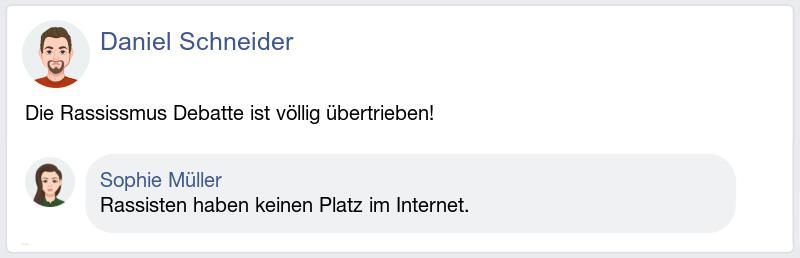 Daniel Schneider
Die Rassissmus Debatte ist völlig übertrieben!
Sophie Müller
Rassisten haben keinen Platz im Internet.